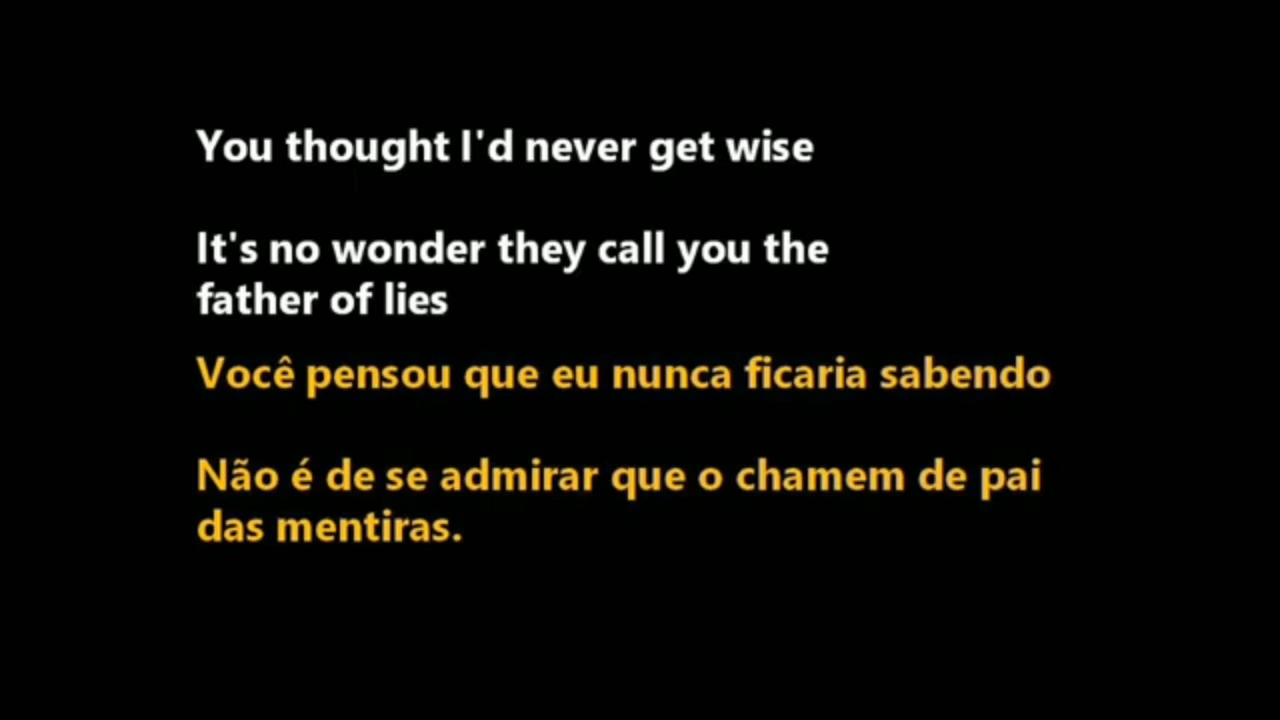 You thought I'd never get wise
It's no wonder they call you the
father of lies
Você pensou que eu nunca ficaria sabendo
Não é de se admirar que o chamem de pai
das mentiras.